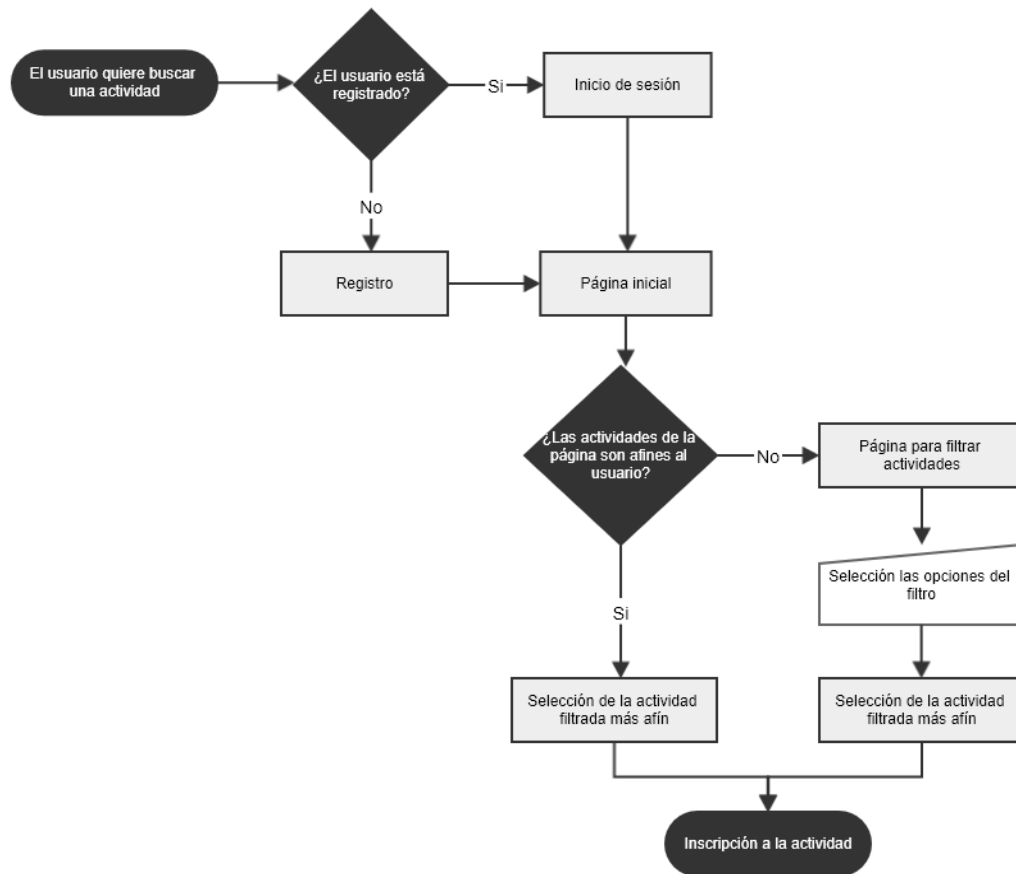 El usuario quiere buscar
una actividad
¿El usuario está
registrado?
Si
Inicio de sesión
No
Registro
Página inicial
¿Las actividades de la
página son afines al
usuario?
No
Página para filtrar
actividades
Selección las opciones del
filtro
Si
Selección de la actividad
filtrada más afín
Selección de la actividad
filtrada más afín
Inscripción a la actividad